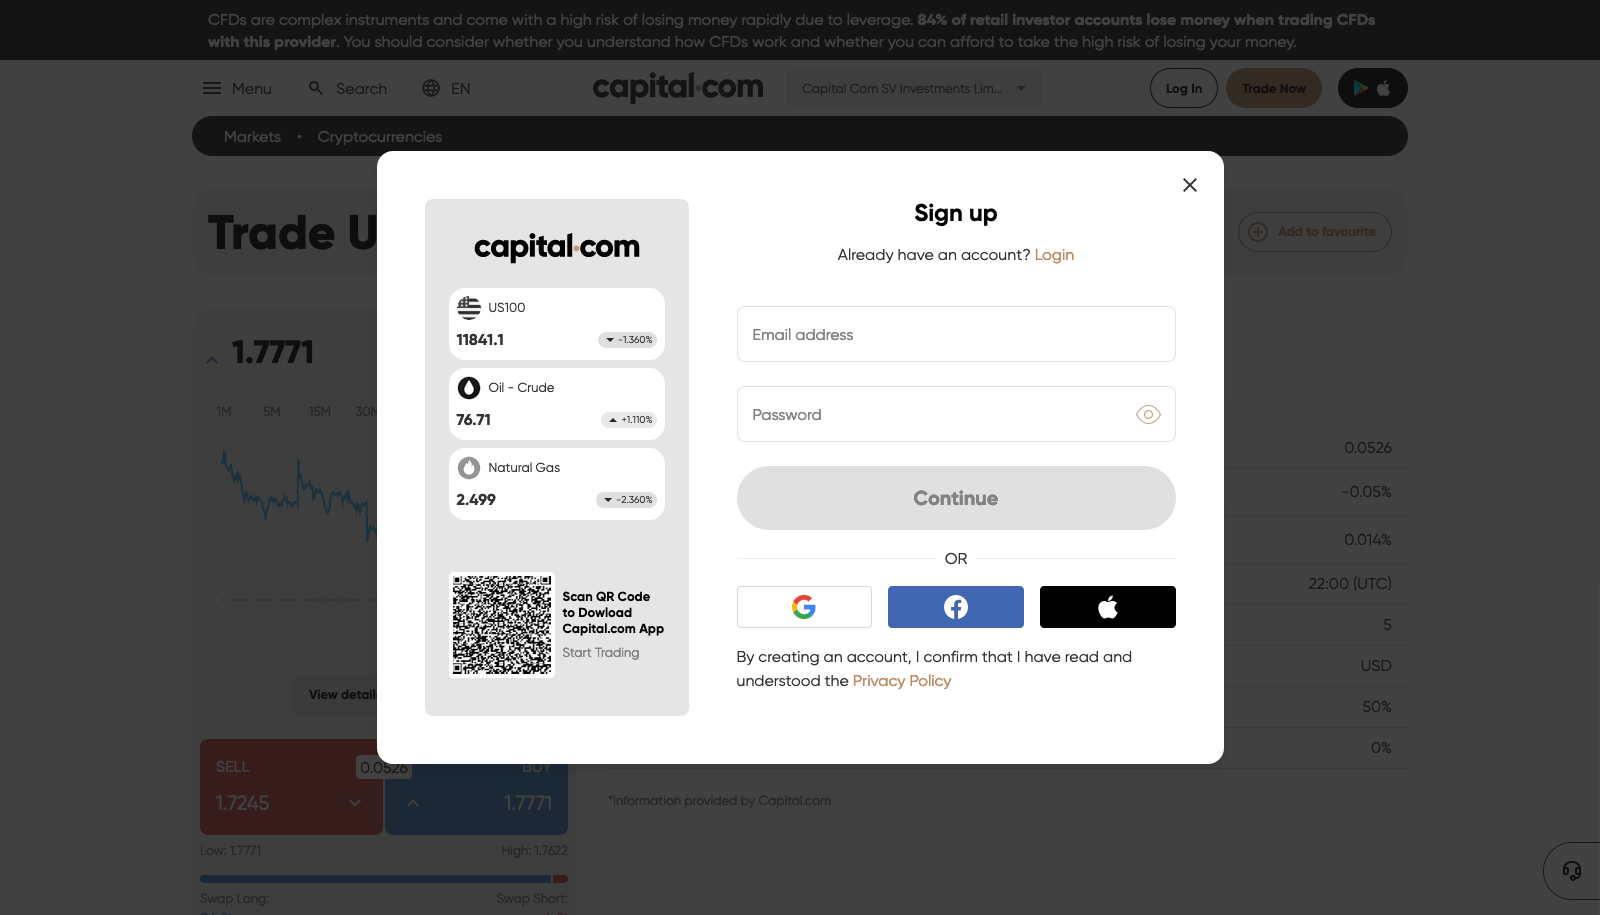 CFDs are complex instruments and come with a high risk of losing money rapidly due to leverage. 84% of retail investor accounts lose money when trading CFDs
with this provider. You should consider whether you understand how CFDs work and whether you can afford to take the high risk of losing your money.
Menu
Search
EN
capital.com
Capital Com SV Investments Lim...
Log In
Trade Now
Markets • Cryptocurrencies
Trade U
Add to favourite
1.7771
1M 5M 15M 30M
View detail
SELL
1.7245
0.0526
BUY
1.7771
Low: 1.7771
High: 1.7622
Swap Long:
Swap Short:
capital.com
US100
11841.1
-1.360%
Oil - Crude
76.71
+1.110%
Natural Gas
2.499
-2.360%
Scan QR Code
to Dowload
Capital.com App
Start Trading
Sign up
Already have an account? Login
Email address
Password
Continue
OR
By creating an account, I confirm that I have read and
understood the Privacy Policy
0.0526
-0.05%
0.014%
22:00 (UTC)
5
USD
50%
0%
*Information provided by Capital.com